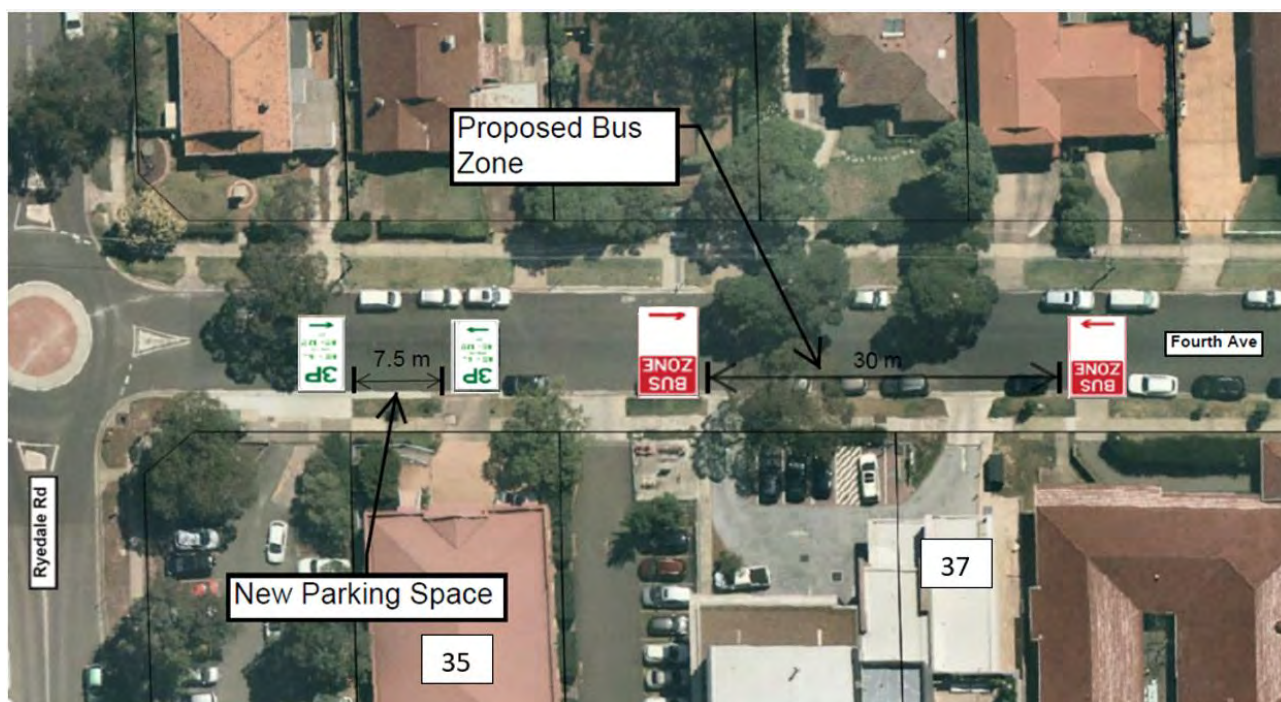 Proposed Bus
Zone
3P
7.5 m
3P
BUS
ZONE
30 m
BUS
ZONE
Fourth Ave
Ryedale Rd
New Parking Space
35
37